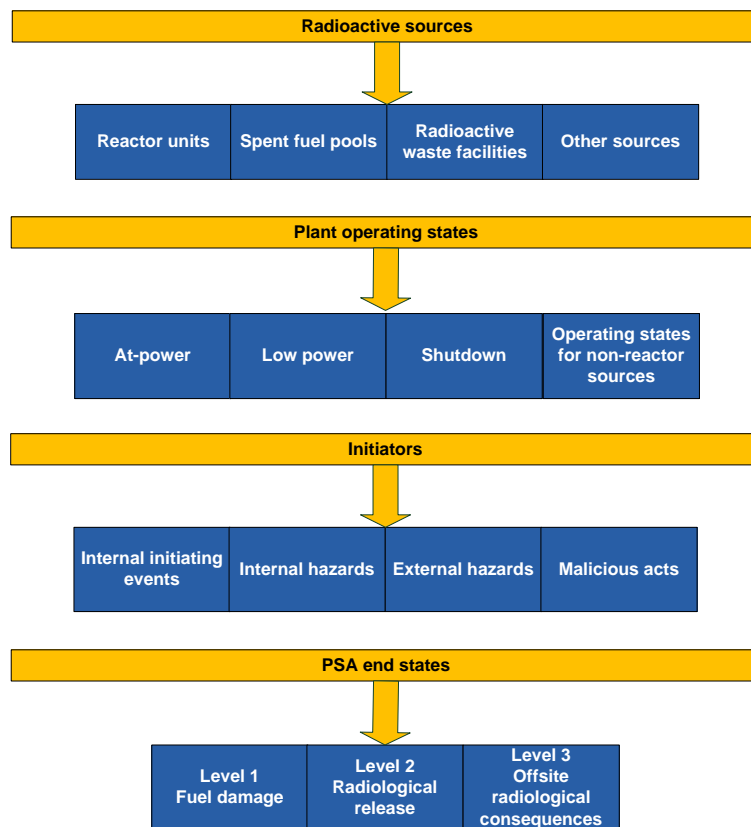 Radioactive sources
Reactor units
Spent fuel pools
Radioactive
waste facilities
Other sources
Plant operating states
At-power
Low power
Shutdown
Operating states
for non-reactor
sources
Initiators
Internal initiating
events
Internal hazards
External hazards
Malicious acts
PSA end states
Level 1
Fuel damage
Level 2
Radiological
release
Level 3
Offsite
radiological
consequences